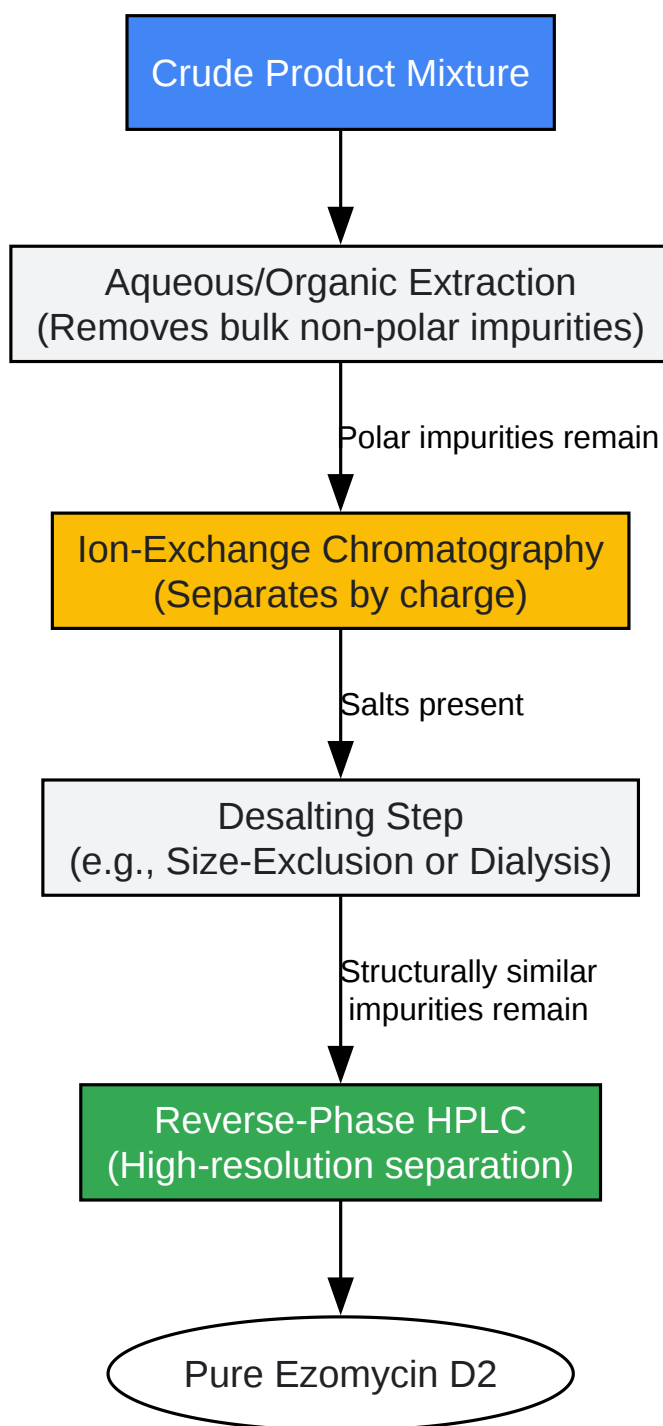 Crude Product Mixture
Aqueous/Organic Extraction
(Removes bulk non-polar impurities)
Polar impurities remain
Ion-Exchange Chromatography
(Separates by charge)
Salts present
Desalting Step
(e.g., Size-Exclusion or Dialysis)
Structurally similar
impurities remain
Reverse-Phase HPLC
(High-resolution separation)
Pure Ezomycin D2